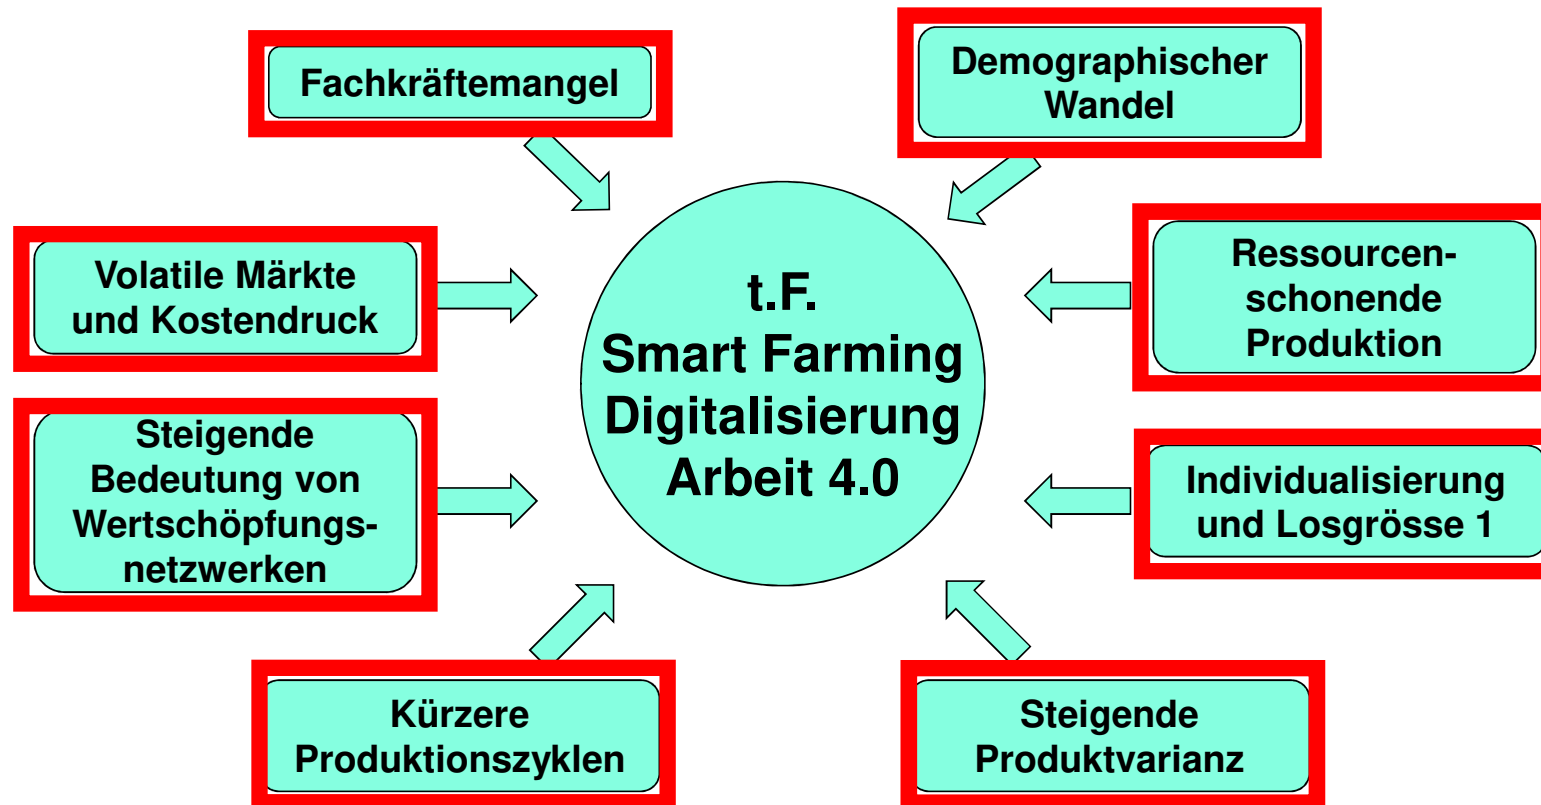 Fachkräftemangel
Demographischer
Wandel
Volatile Märkte
und Kostendruck
t.F.
Smart Farming
Digitalisierung
Arbeit 4.0
Ressourcen-
schonende
Produktion
Steigende
Bedeutung von
Wertschöpfungs-
netzwerken
Individualisierung
und Losgrösse 1
Kürzere
Produktionszyklen
Steigende
Produktvarianz